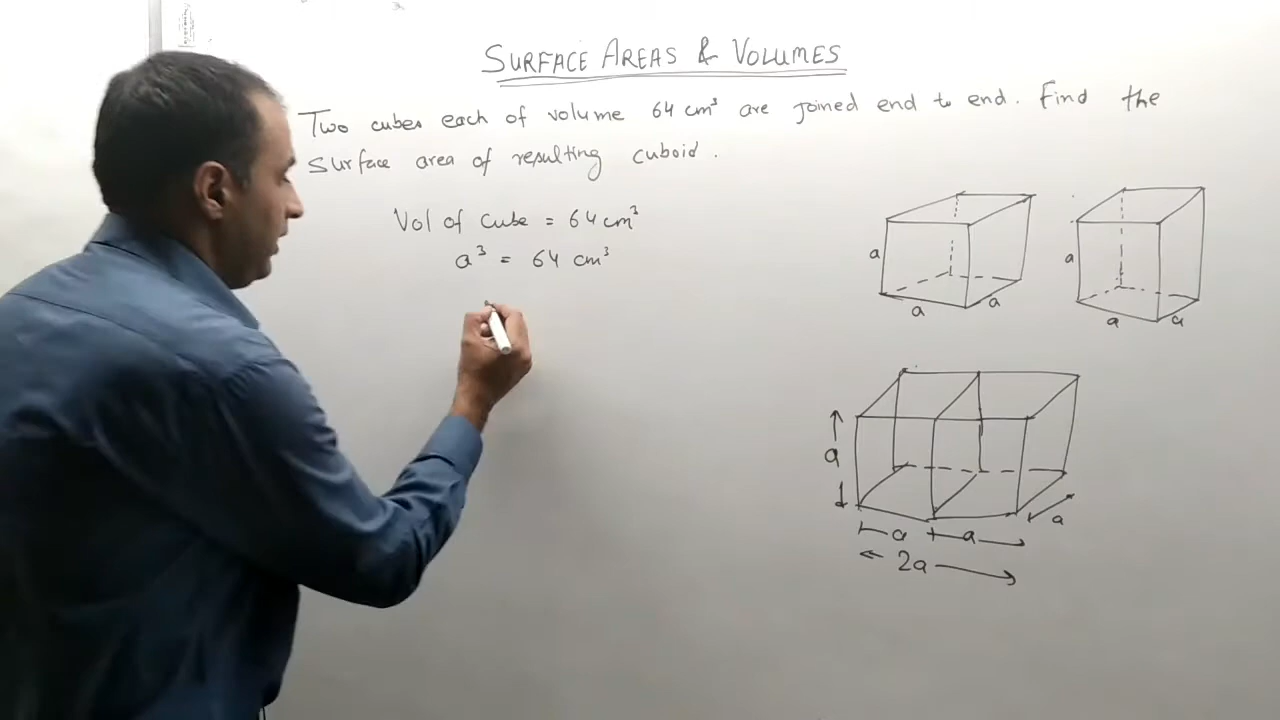 SURFACE AREAS & VOLUMES
Two cubes each of volume 64 cm³ are joined end to end. Find the
surface area of resulting cuboid.
Vol of cube = 64 cm³
a³ = 64 cm³
a
a
a
a
a
a
a
a
a
a
2a